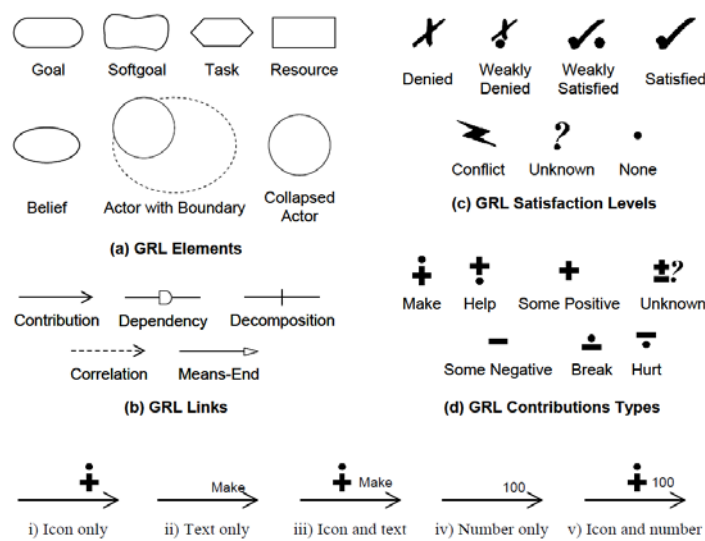 Goal Softgoal Task Resource
Belief Actor with Boundary Collapsed
Actor
(a) GRL Elements
Contribution Dependency Decomposition
Correlation Means-End
(b) GRL Links
Denied Weakly
Denied Weakly
Satisfied Satisfied
?
Conflict Unknown None
(c) GRL Satisfaction Levels
?
Make Help Some Positive Unknown
Some Negative Break Hurt
(d) GRL Contributions Types
Make Make 100 100
i) Icon only ii) Text only iii) Icon and text iv) Number only v) Icon and number